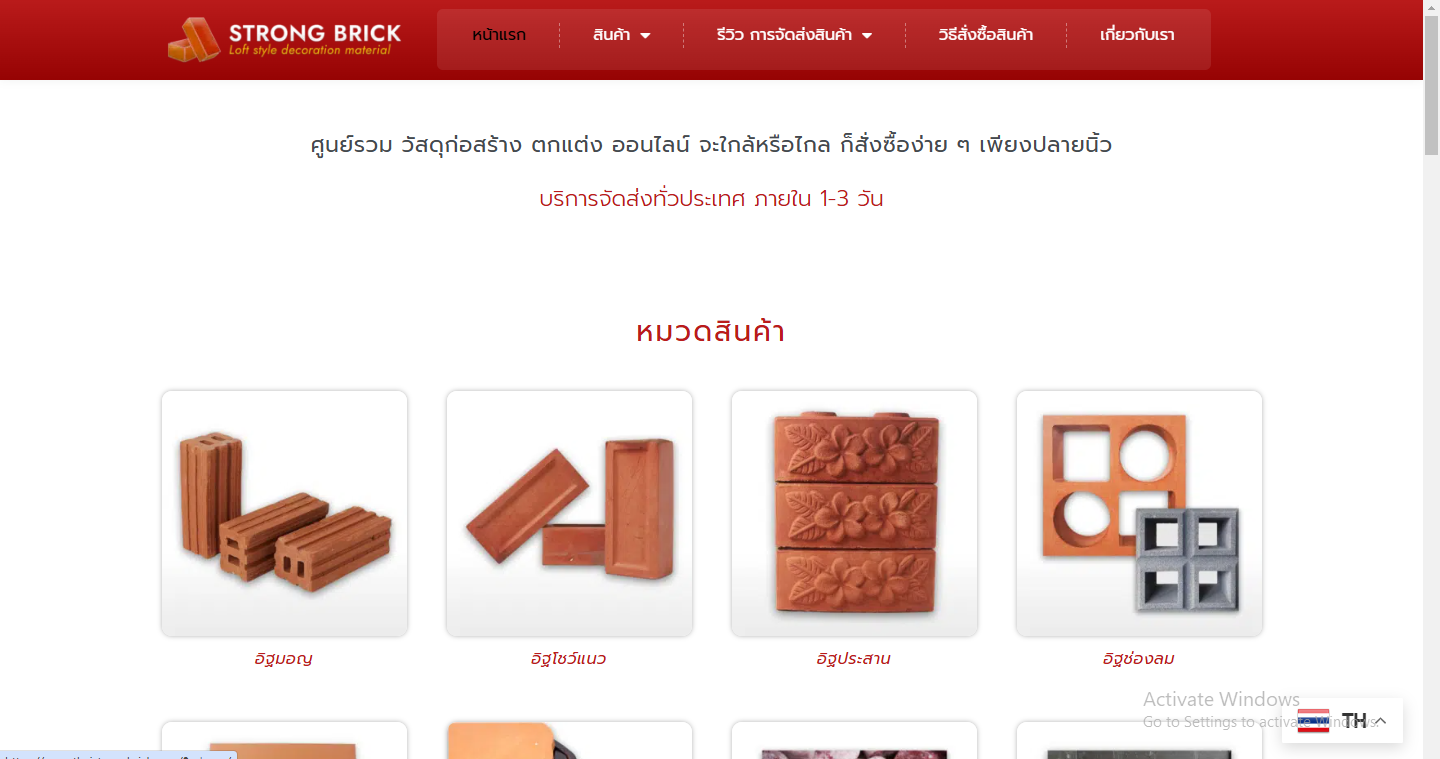 STRONG BRICK
Loft style decoration material
หน้าแรก
สินค้า
รีวิว การจัดส่งสินค้า
วิธีสั่งซื้อสินค้า
เกี่ยวกับเรา
ศูนย์รวม วัสดุก่อสร้าง ตกแต่ง ออนไลน์ จะใกล้หรือไกล ก็สั่งซื้อง่าย ๆ เพียงปลายนิ้ว
บริการจัดส่งทั่วประเทศ ภายใน 1-3 วัน
หมวดสินค้า
อิฐมอญ
อิฐโชว์แนว
อิฐประสาน
อิฐช่องลม
Activate Windows
Go to Settings to activate Windows.
TH